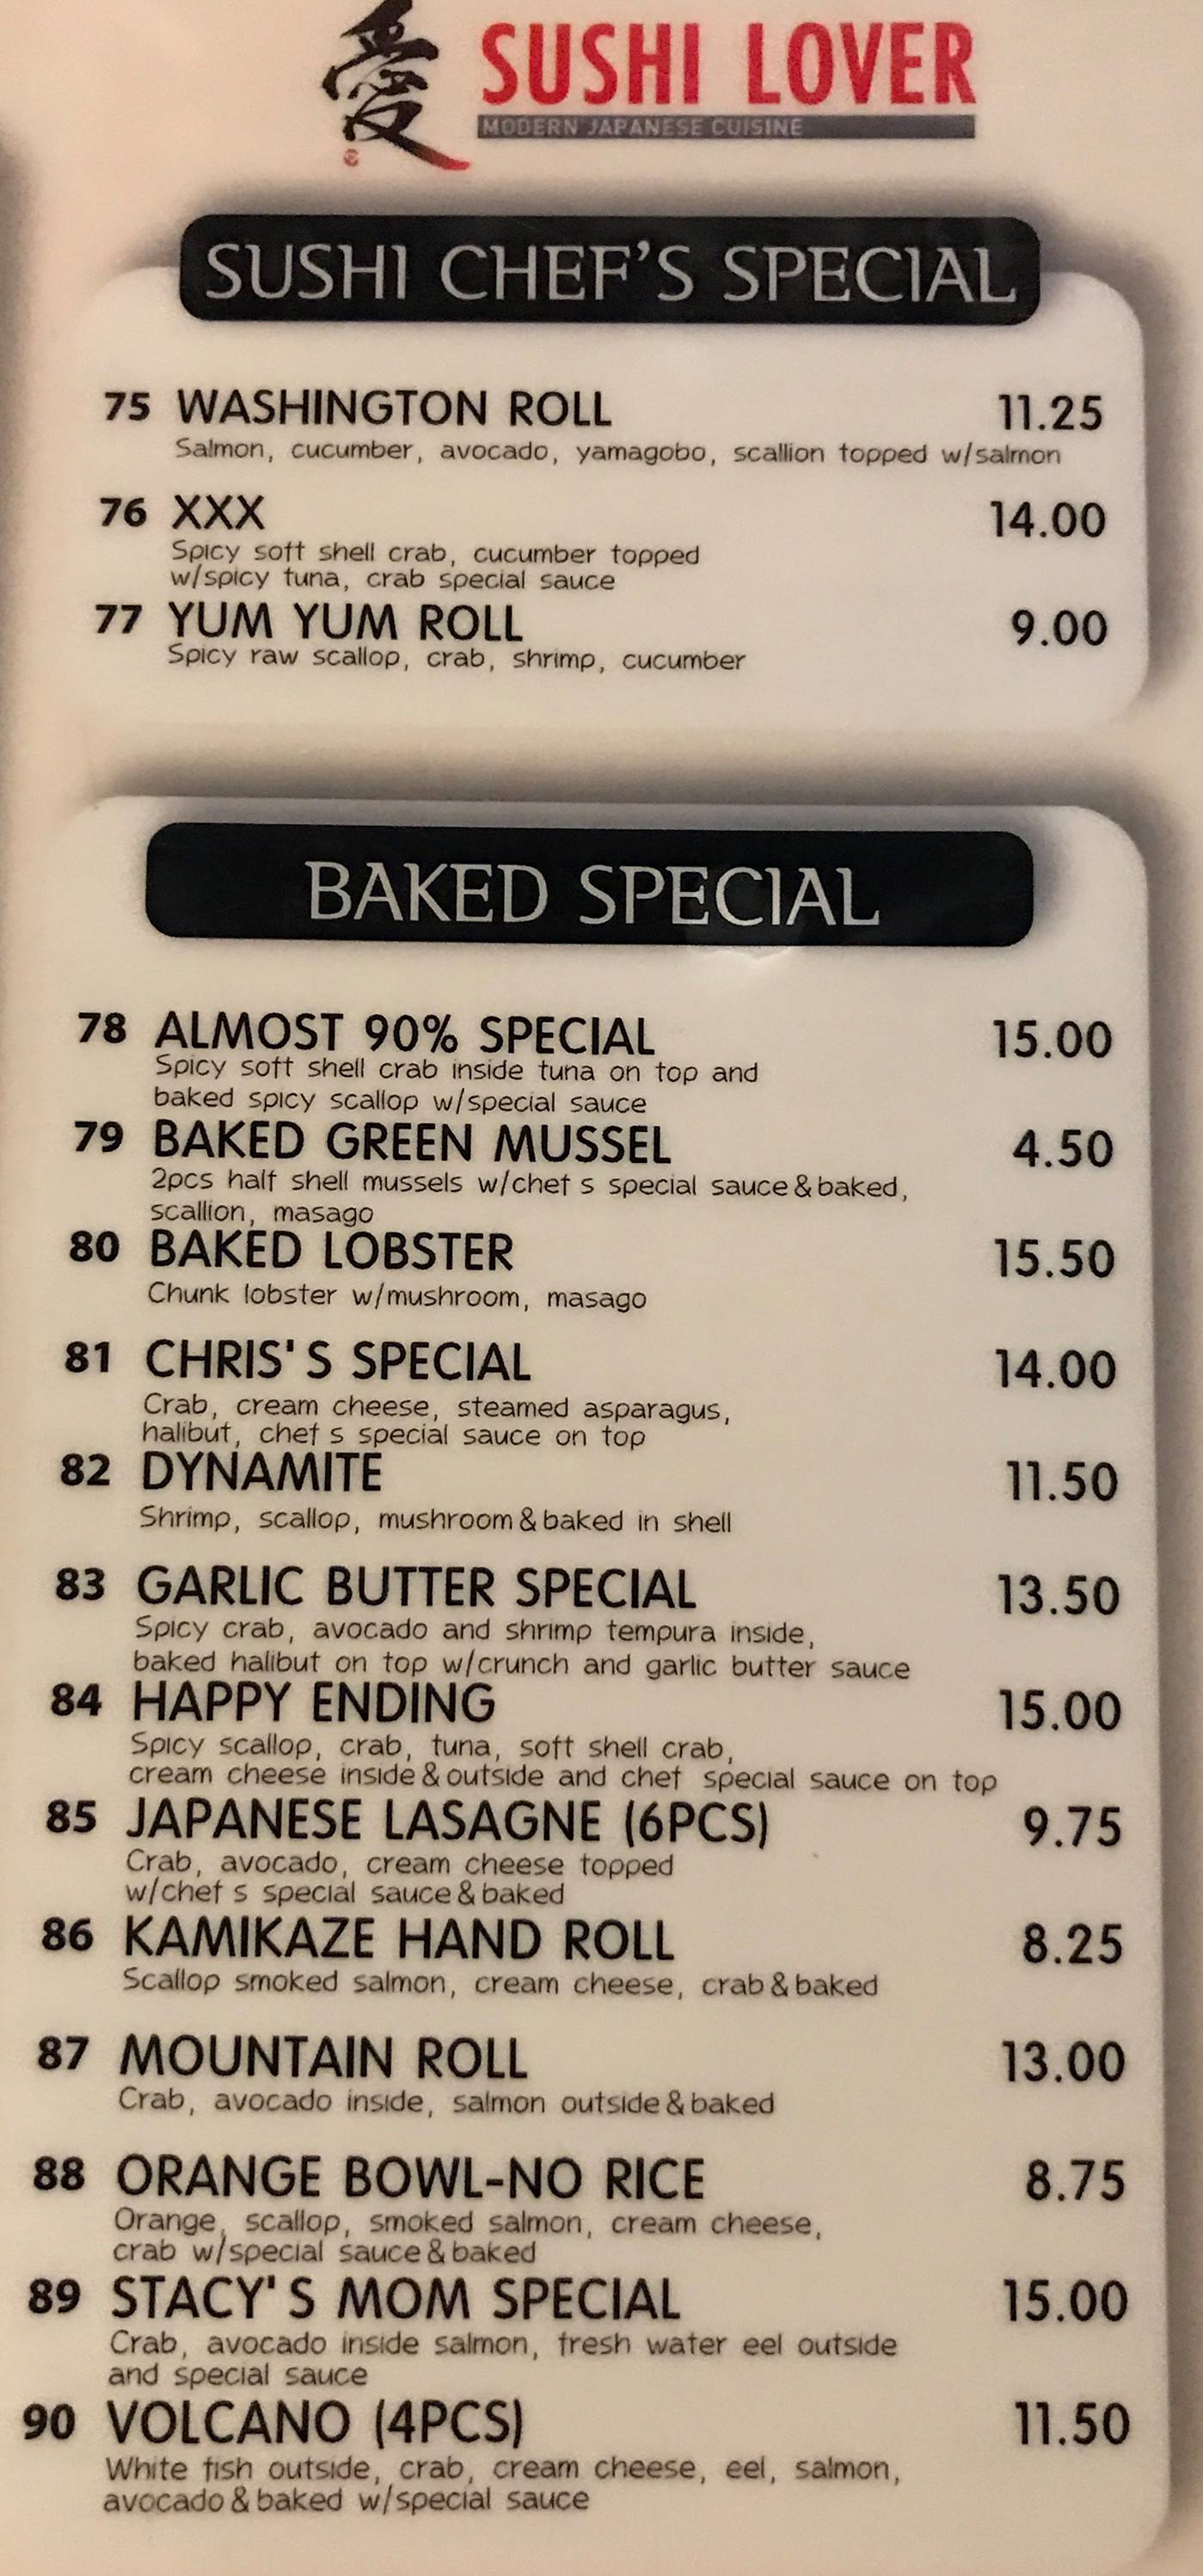 愛 SUSHI LOVER
MODERN JAPANESE CUISINE
SUSHI CHEF'S SPECIAL
75 WASHINGTON ROLL 11.25
Salmon, cucumber, avocado, yamagobo, scallion topped w/salmon
76 XXX 14.00
Spicy soft shell crab, cucumber topped
w/spicy tuna, crab special sauce
77 YUM YUM ROLL 9.00
Spicy raw scallop, crab, shrimp, cucumber
BAKED SPECIAL
78 ALMOST 90% SPECIAL 15.00
Spicy soft shell crab inside tuna on top and
baked spicy scallop w/special sauce
79 BAKED GREEN MUSSEL 4.50
2pcs half shell mussels w/chef s special sauce&baked,
scallion, masago
80 BAKED LOBSTER 15.50
Chunk lobster w/mushroom, masago
81 CHRIS'S SPECIAL 14.00
Crab, cream cheese, steamed asparagus,
halibut, chef s special sauce on top
82 DYNAMITE 11.50
Shrimp, scallop, mushroom&baked in shell
83 GARLIC BUTTER SPECIAL 13.50
Spicy crab, avocado and shrimp tempura inside,
baked halibut on top w/crunch and garlic butter sauce
84 HAPPY ENDING 15.00
Spicy scallop, crab, tuna, soft shell crab,
cream cheese inside&outside and chef special sauce on top
85 JAPANESE LASAGNE (6PCS) 9.75
Crab, avocado, cream cheese topped
w/chef s special sauce&baked
86 KAMIKAZE HAND ROLL 8.25
Scallop smoked salmon, cream cheese, crab&baked
87 MOUNTAIN ROLL 13.00
Crab, avocado inside, salmon outside&baked
88 ORANGE BOWL-NO RICE 8.75
Orange, scallop, smoked salmon, cream cheese,
crab w/special sauce&baked
89 STACY'S MOM SPECIAL 15.00
Crab, avocado inside salmon, fresh water eel outside
and special sauce
90 VOLCANO (4PCS) 11.50
White fish outside, crab, cream cheese, eel, salmon,
avocado&baked w/special sauce